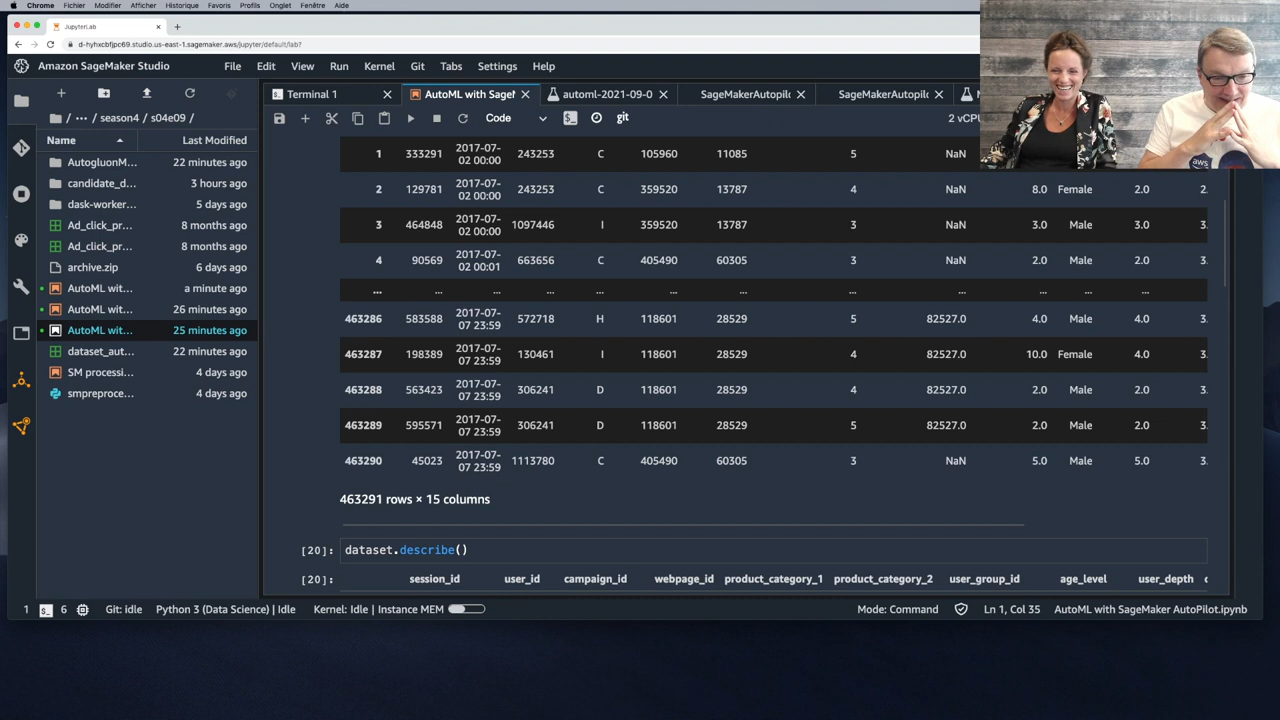 Chrome Fichier Modifier Afficher Historique Favoris Profils Onglet Fenêtre Aide
JupyterLab
d-hyhxcbfjpc69.studio.us-east-1.sagemaker.aws/jupyter/default/lab?
Amazon SageMaker Studio File Edit View Run Kernel Git Tabs Settings Help
Terminal 1 AutoML with SageM automl-2021-09-0 SageMakerAutopilo SageMakerAutopilo
Code git 2 vCPU
/ ... season4 / s04e09 /
Name Last Modified
AutogluonM... 22 minutes ago
candidate_d... 3 hours ago
dask-worker... 5 days ago
Ad_click_pr... 8 months ago
Ad_click_pr... 8 months ago
archive.zip 6 days ago
AutoML wit... a minute ago
AutoML wit... 26 minutes ago
AutoML wit... 25 minutes ago
dataset_aut... 22 minutes ago
SM processi... 4 days ago
smpreproce... 4 days ago
1 333291 2017-07-02 00:00 243253 C 105960 11085 5 NaN
2 129781 2017-07-02 00:00 243253 C 359520 13787 4 NaN 8.0 Female 2.0 2.
3 464848 2017-07-02 00:00 1097446 I 359520 13787 3 NaN 3.0 Male 3.0 3.
4 90569 2017-07-02 00:01 663656 C 405490 60305 3 NaN 2.0 Male 2.0 3.
... ... ... ... ... ... ... ... ... ... ... ...
463286 583588 2017-07-07 23:59 572718 H 118601 28529 5 82527.0 4.0 Male 4.0 3.
463287 198389 2017-07-07 23:59 130461 I 118601 28529 4 82527.0 10.0 Female 4.0 3.
463288 563423 2017-07-07 23:59 306241 D 118601 28529 4 82527.0 2.0 Male 2.0 3.
463289 595571 2017-07-07 23:59 306241 D 118601 28529 5 82527.0 2.0 Male 2.0 3.
463290 45023 2017-07-07 23:59 1113780 C 405490 60305 3 NaN 5.0 Male 5.0 3.
463291 rows × 15 columns
[20]: dataset.describe()
[20]: session_id user_id campaign_id webpage_id product_category_1 product_category_2 user_group_id age_level user_depth c
1 6 Git: idle Python 3 (Data Science) | Idle Kernel: Idle | Instance MEM Mode: Command Ln 1, Col 35 AutoML with SageMaker AutoPilot.ipynb
aws